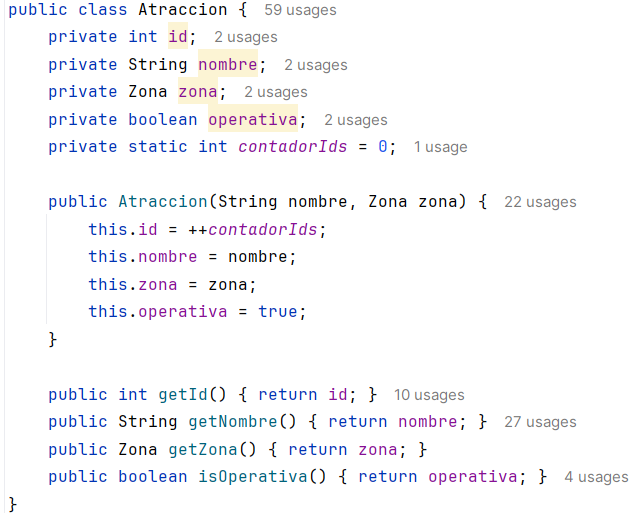 public class Atraccion { 59 usages
    private int id; 2 usages
    private String nombre; 2 usages
    private Zona zona; 2 usages
    private boolean operativa; 2 usages
    private static int contadorIds = 0; 1 usage
    public Atraccion(String nombre, Zona zona) { 22 usages
        this.id = ++contadorIds;
        this.nombre = nombre;
        this.zona = zona;
        this.operativa = true;
    }
    public int getId() { return id; } 10 usages
    public String getNombre() { return nombre; } 27 usages
    public Zona getZona() { return zona; }
    public boolean isOperativa() { return operativa; } 4 usages
}